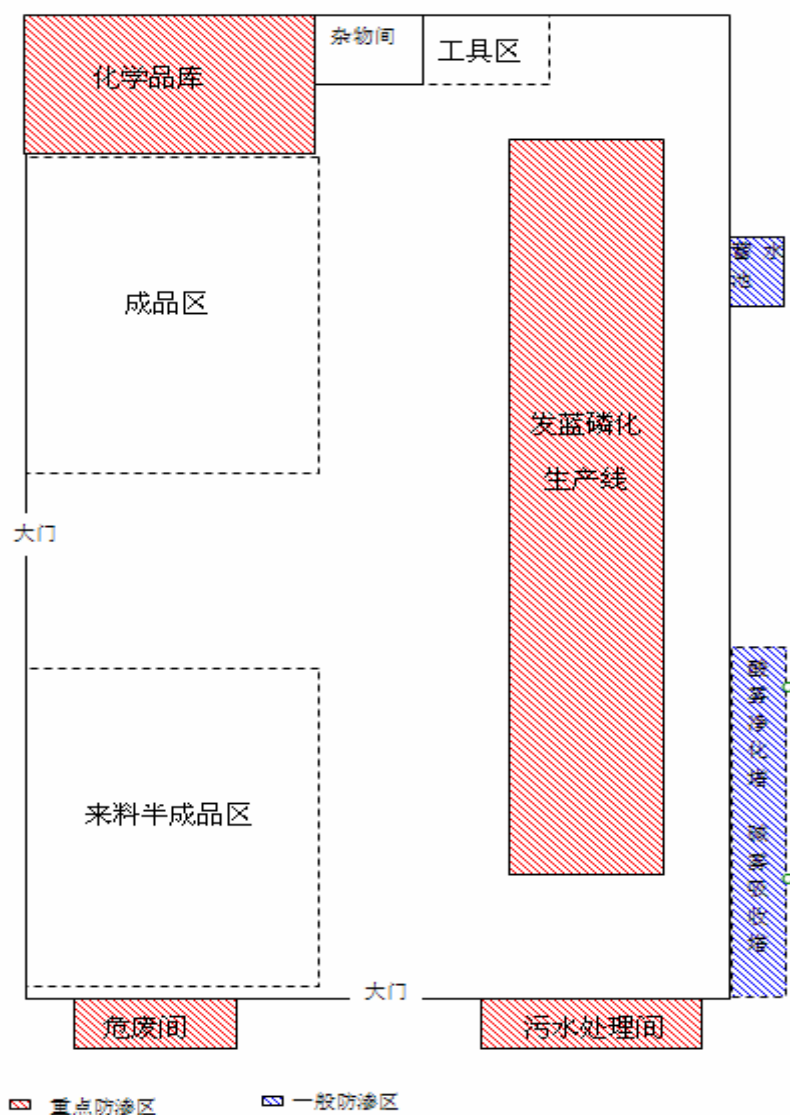 杂物间
工具区
化学品库
蓄 水
池
成品区
发蓝磷化
生产线
大门
酸雾净化塔 碱雾吸收塔
来料半成品区
大门
危废间
污水处理间
重点防渗区
一般防渗区